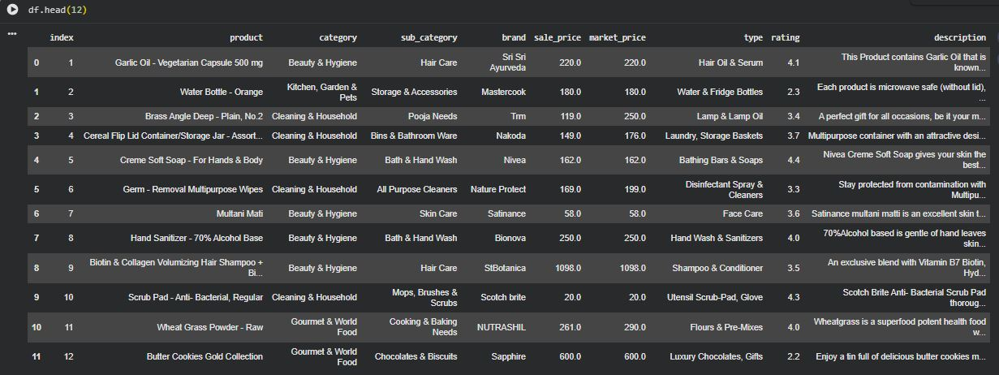 df.head(12)
index product category sub_category brand sale_price market_price type rating description
0 1 Garlic Oil - Vegetarian Capsule 500 mg Beauty & Hygiene Hair Care Sri Sri Ayurveda 220.0 220.0 Hair Oil & Serum 4.1 This Product contains Garlic Oil that is known...
1 2 Water Bottle - Orange Kitchen, Garden & Pets Storage & Accessories Mastercook 180.0 180.0 Water & Fridge Bottles 2.3 Each product is microwave safe (without lid), ...
2 3 Brass Angle Deep - Plain, No.2 Cleaning & Household Pooja Needs Trm 119.0 250.0 Lamp & Lamp Oil 3.4 A perfect gift for all occasions, be it your m...
3 4 Cereal Flip Lid Container/Storage Jar - Assort... Cleaning & Household Bins & Bathroom Ware Nakoda 149.0 176.0 Laundry, Storage Baskets 3.7 Multipurpose container with an attractive desi...
4 5 Creme Soft Soap - For Hands & Body Beauty & Hygiene Bath & Hand Wash Nivea 162.0 162.0 Bathing Bars & Soaps 4.4 Nivea Creme Soft Soap gives your skin the best...
5 6 Germ - Removal Multipurpose Wipes Cleaning & Household All Purpose Cleaners Nature Protect 169.0 199.0 Disinfectant Spray & Cleaners 3.3 Stay protected from contamination with Multipu...
6 7 Multani Mati Beauty & Hygiene Skin Care Satinance 58.0 58.0 Face Care 3.6 Satinance multani matti is an excellent skin t...
7 8 Hand Sanitizer - 70% Alcohol Base Beauty & Hygiene Bath & Hand Wash Bionova 250.0 250.0 Hand Wash & Sanitizers 4.0 70%Alcohol based is gentle of hand leaves skin...
8 9 Biotin & Collagen Volumizing Hair Shampoo + Bi... Beauty & Hygiene Hair Care StBotanica 1098.0 1098.0 Shampoo & Conditioner 3.5 An exclusive blend with Vitamin B7 Biotin, Hyd...
9 10 Scrub Pad - Anti- Bacterial, Regular Cleaning & Household Mops, Brushes & Scrubs Scotch brite 20.0 20.0 Utensil Scrub-Pad, Glove 4.3 Scotch Brite Anti- Bacterial Scrub Pad thoroug...
10 11 Wheat Grass Powder - Raw Gourmet & World Food Cooking & Baking Needs NUTRASHIL 261.0 290.0 Flours & Pre-Mixes 4.0 Wheatgrass is a superfood potent health food w...
11 12 Butter Cookies Gold Collection Gourmet & World Food Chocolates & Biscuits Sapphire 600.0 600.0 Luxury Chocolates, Gifts 2.2 Enjoy a tin full of delicious butter cookies m...